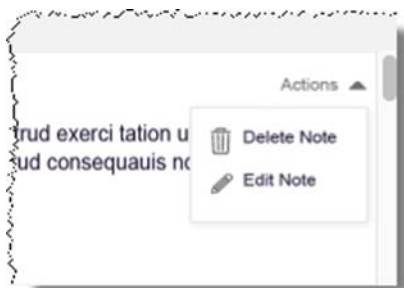 Actions
trud exerci tation u
Delete Note
ud consequauis no
Edit Note